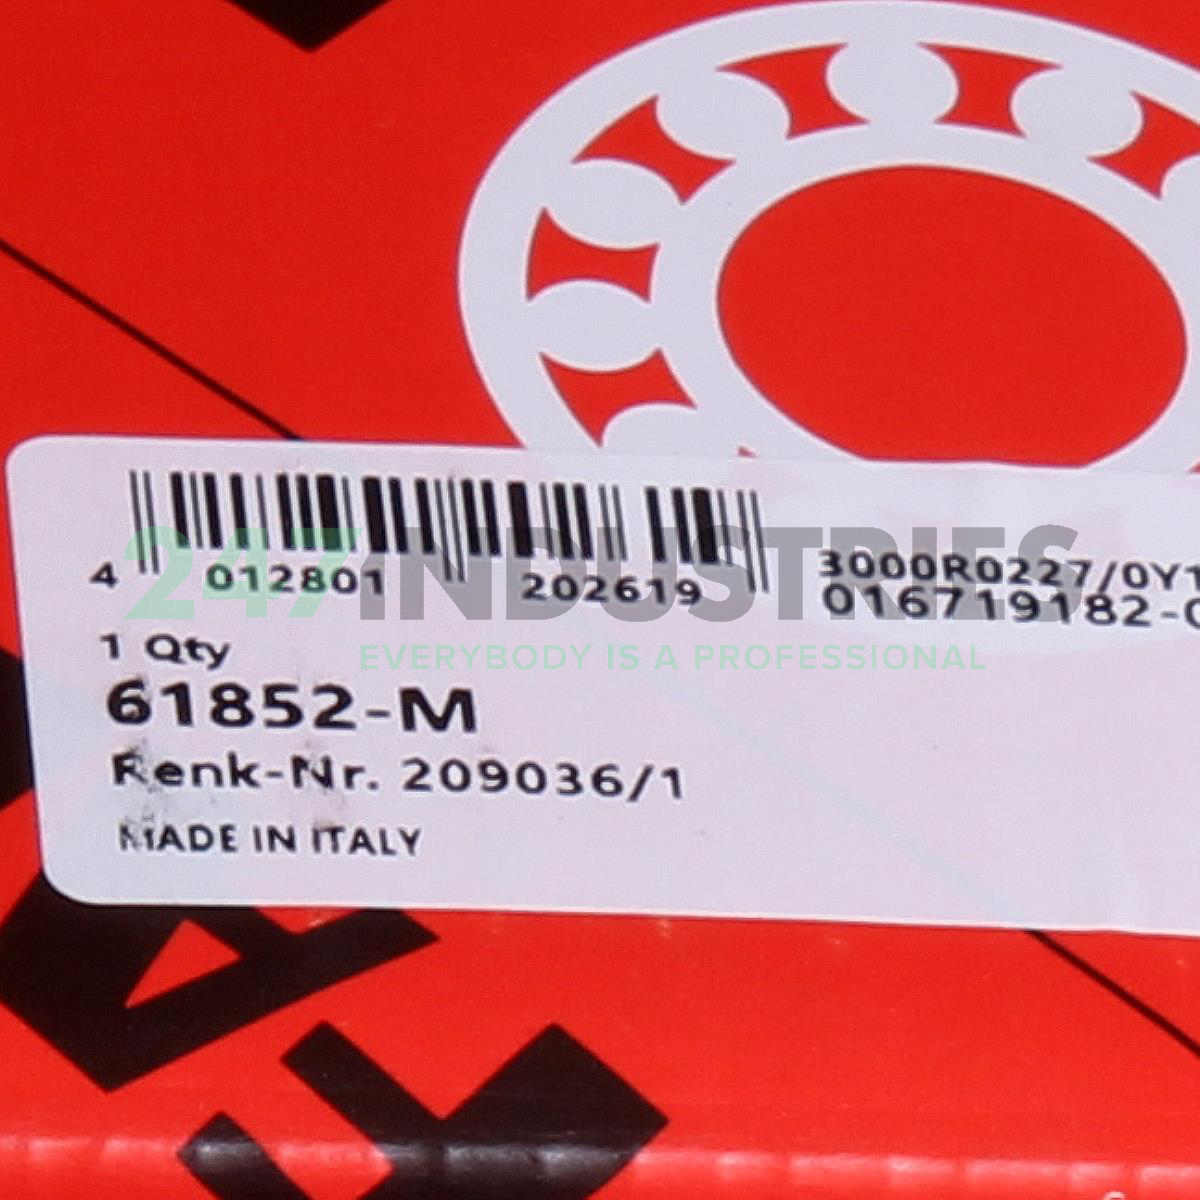 4 012801 202619
3000R0227/0Y1
016719182-0
1 Qty
61852-M
Renk-Nr. 209036/1
MADE IN ITALY
247INDUSTRIES
EVERYBODY IS A PROFESSIONAL